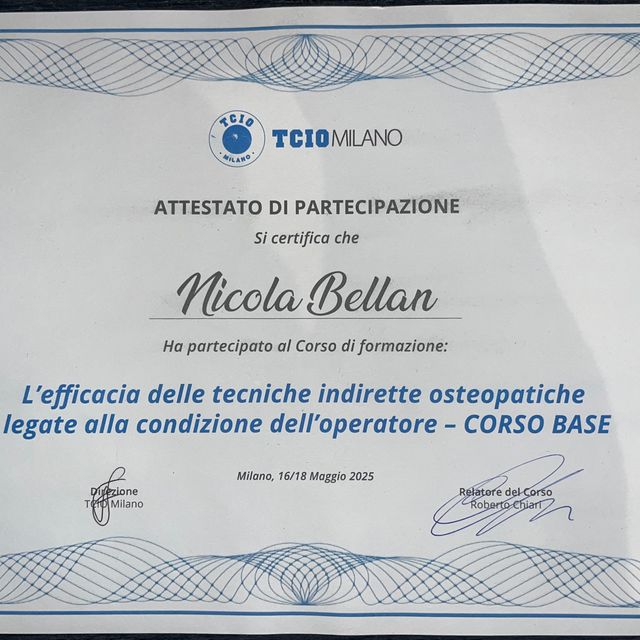 TCIO
MILANO
TCIOMILANO
ATTESTATO DI PARTECIPAZIONE
Si certifica che
Nicola Bellan
Ha partecipato al Corso di formazione:
L'efficacia delle tecniche indirette osteopatiche
legate alla condizione dell'operatore – CORSO BASE
Milano, 16/18 Maggio 2025
Direzione
TCIO Milano
Relatore del Corso
Roberto Chiari